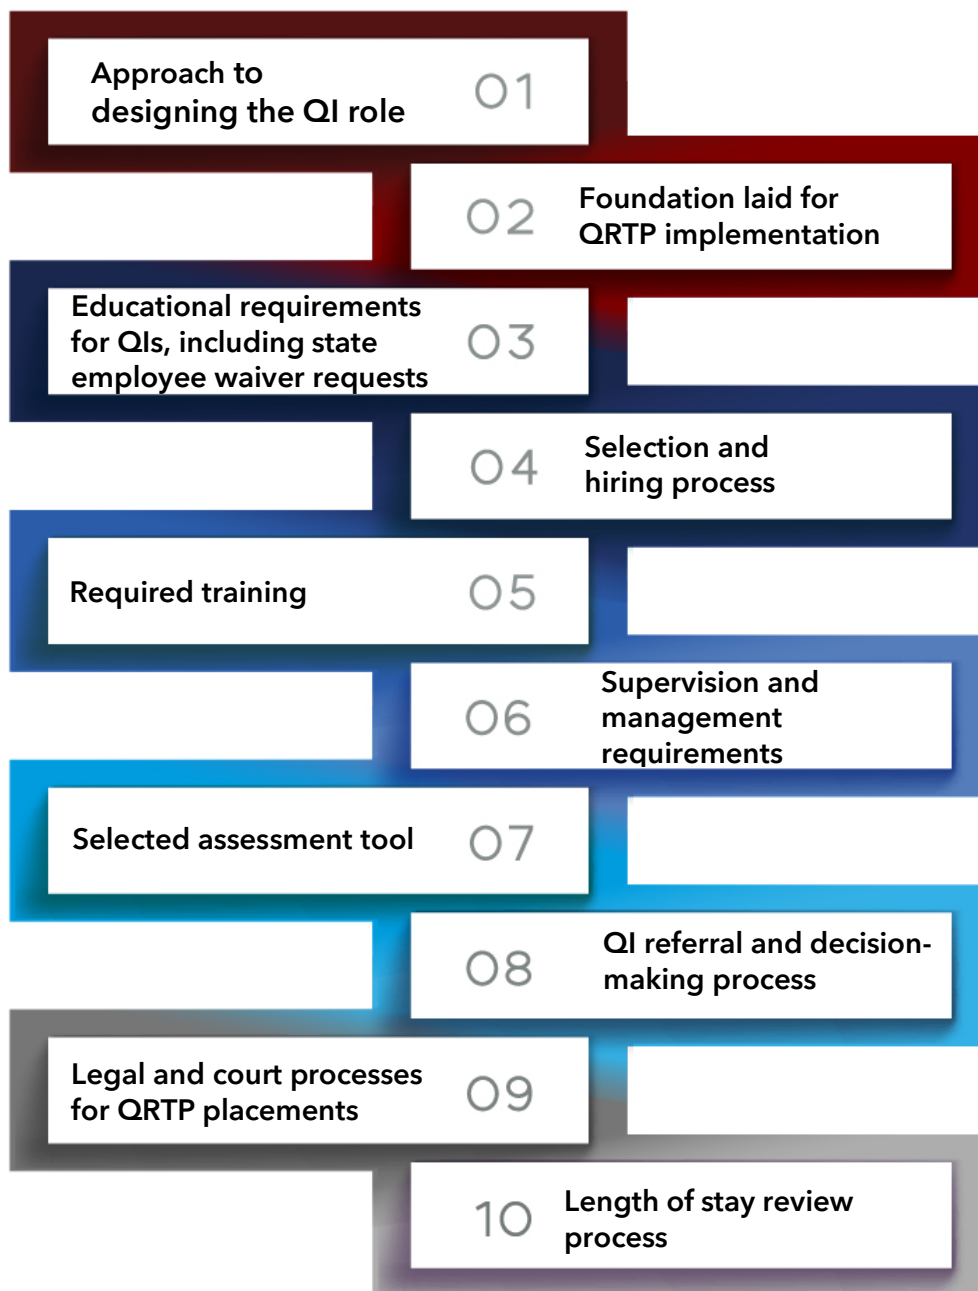 Approach to
designing the QI role
01
02
Foundation laid for
QRTP implementation
Educational requirements
for QIs, including state
employee waiver requests
03
04
Selection and
hiring process
Required training
05
06
Supervision and
management
requirements
Selected assessment tool
07
08
QI referral and decision-
making process
Legal and court processes
for QRTP placements
09
10
Length of stay review
process